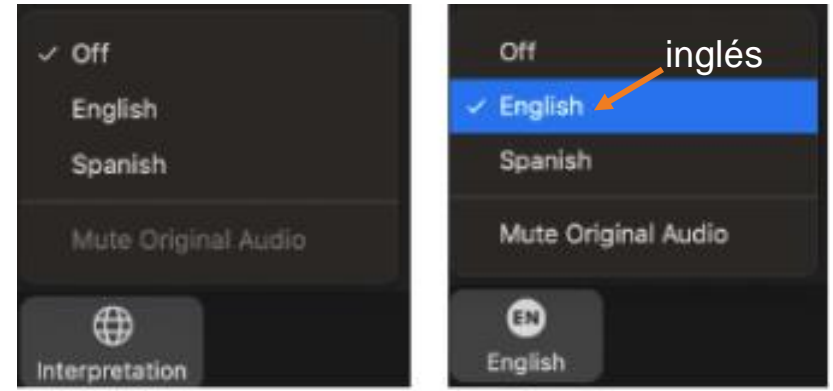 Off
English
Spanish
Mute Original Audio
Interpretation
Off
inglés
English
Spanish
Mute Original Audio
EN
English